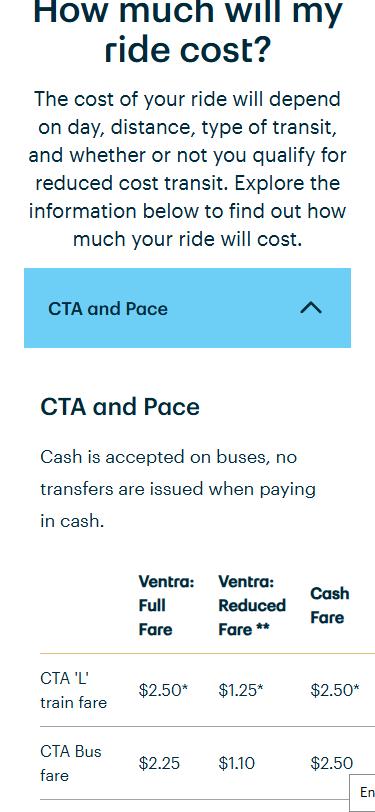 How much will my
ride cost?
The cost of your ride will depend
on day, distance, type of transit,
and whether or not you qualify for
reduced cost transit. Explore the
information below to find out how
much your ride will cost.
CTA and Pace
CTA and Pace
Cash is accepted on buses, no
transfers are issued when paying
in cash.
Ventra: Full Fare
Ventra: Reduced Fare **
Cash Fare
CTA 'L' train fare $2.50* $1.25* $2.50*
CTA Bus fare $2.25 $1.10 $2.50
En